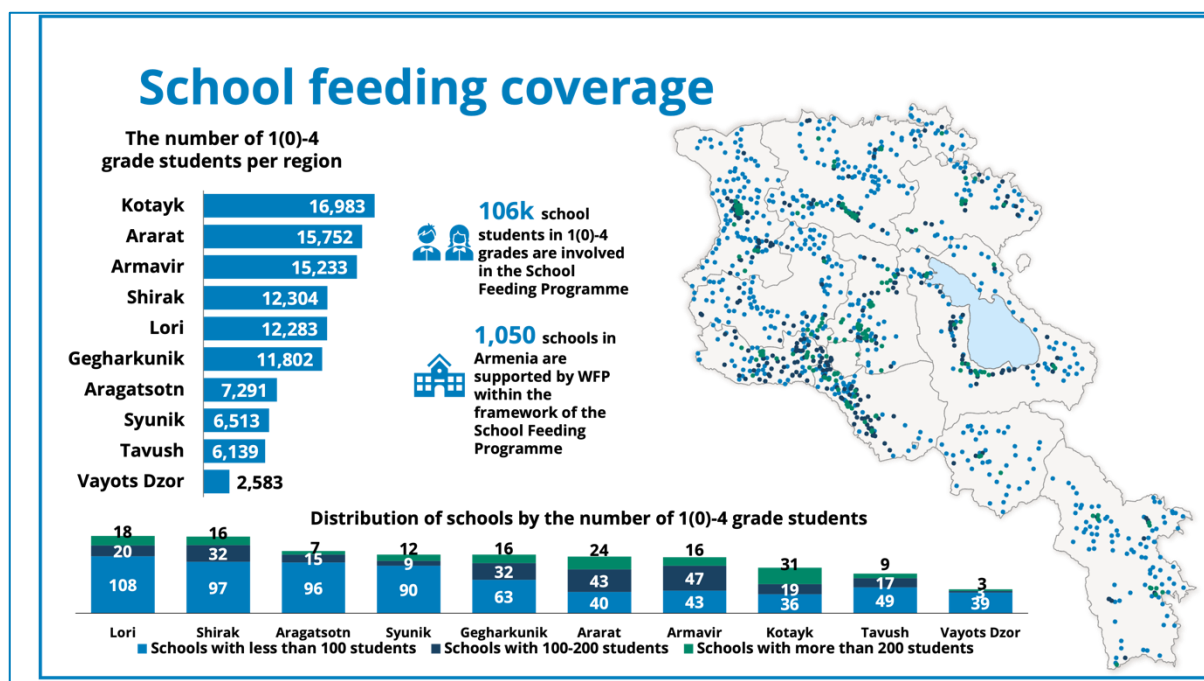 School feeding coverage
The number of 1(0)-4
grade students per region
Kotayk 16,983
Ararat 15,752
Armavir 15,233
Shirak 12,304
Lori 12,283
Gegharkunik 11,802
Aragatsotn 7,291
Syunik 6,513
Tavush 6,139
Vayots Dzor 2,583
106k school
students in 1(0)-4
grades are involved
in the School
Feeding Programme
1,050 schools in
Armenia are
supported by WFP
within the
framework of the
School Feeding
Programme
Distribution of schools by the number of 1(0)-4 grade students
18 16 7 12 16 24 16 31 9 3
20 32 15 9 32 43 47 19 17 3
108 97 96 90 63 40 43 36 49 39
Lori Shirak Aragatsotn Syunik Gegharkunik Ararat Armavir Kotayk Tavush Vayots Dzor
Schools with less than 100 students Schools with 100-200 students Schools with more than 200 students